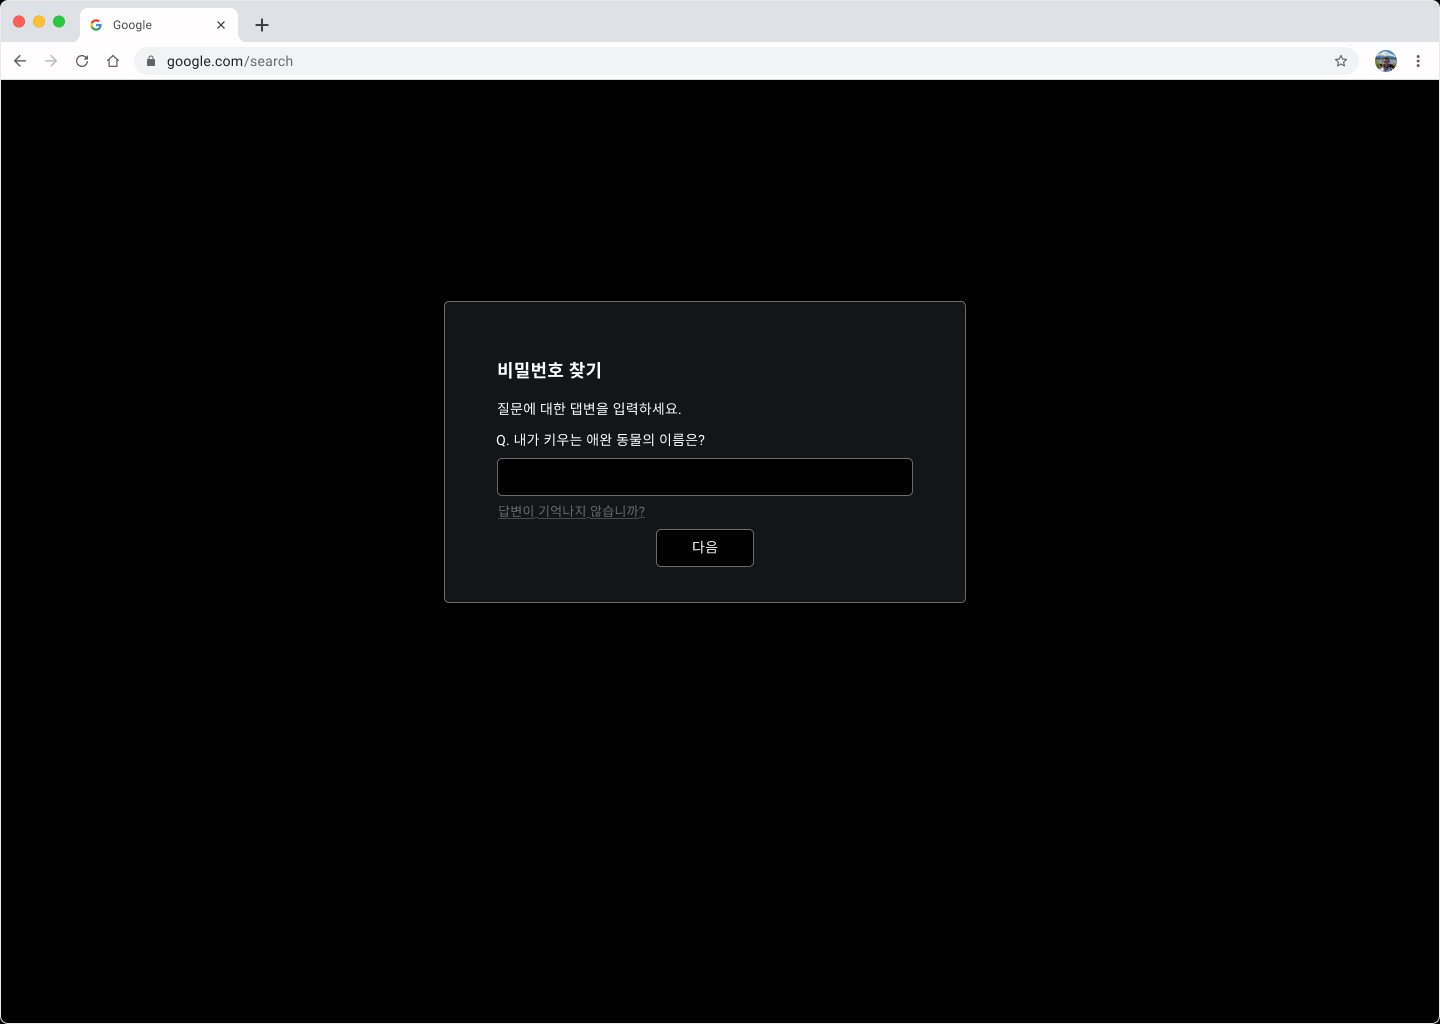 Google
google.com/search
비밀번호 찾기
질문에 대한 댑변을 입력하세요.
Q. 내가 키우는 애완 동물의 이름은?
답변이 기억나지 않습니까?
다음